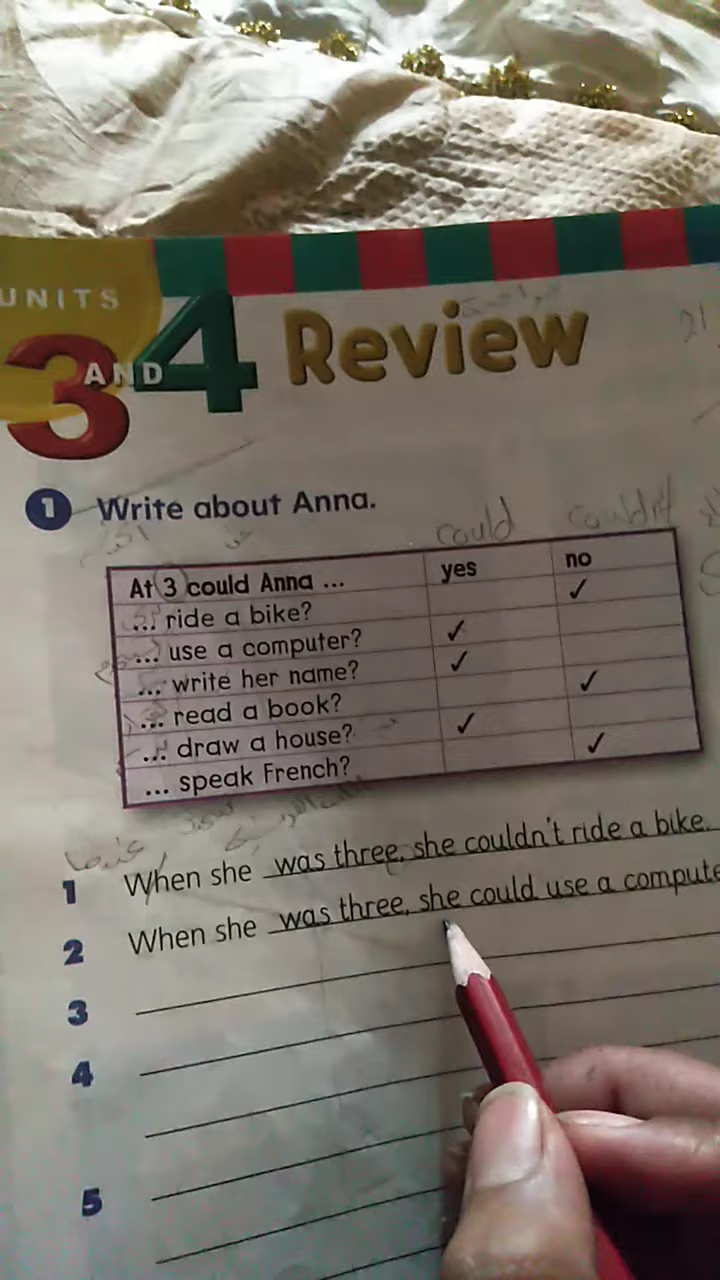 UNITS
3 AND 4 Review
21
1 Write about Anna.
could couldn't
At 3 could Anna ... yes no
... ride a bike? ✓
... use a computer? ✓
... write her name? ✓
... read a book? ✓
... draw a house? ✓
... speak French? ✓
1 When she was three, she couldn't ride a bike.
2 When she was three, she could use a compute
3
4
5